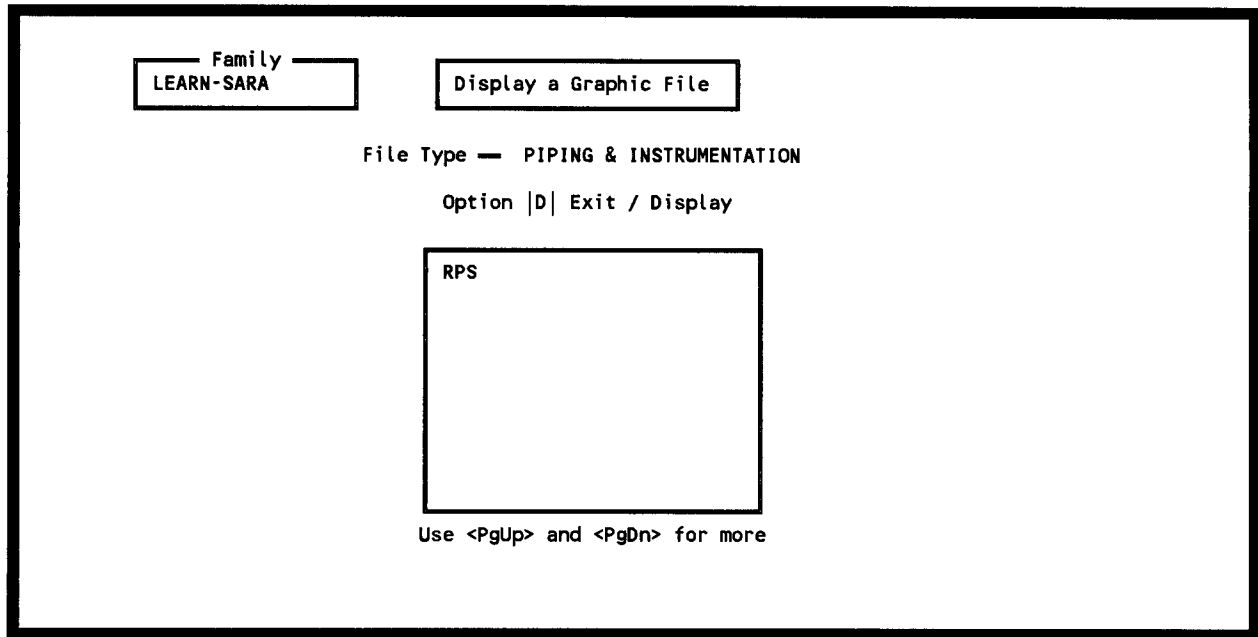 Family
LEARN-SARA
Display a Graphic File
File Type — PIPING & INSTRUMENTATION
Option |D| Exit / Display
RPS
Use <PgUp> and <PgDn> for more